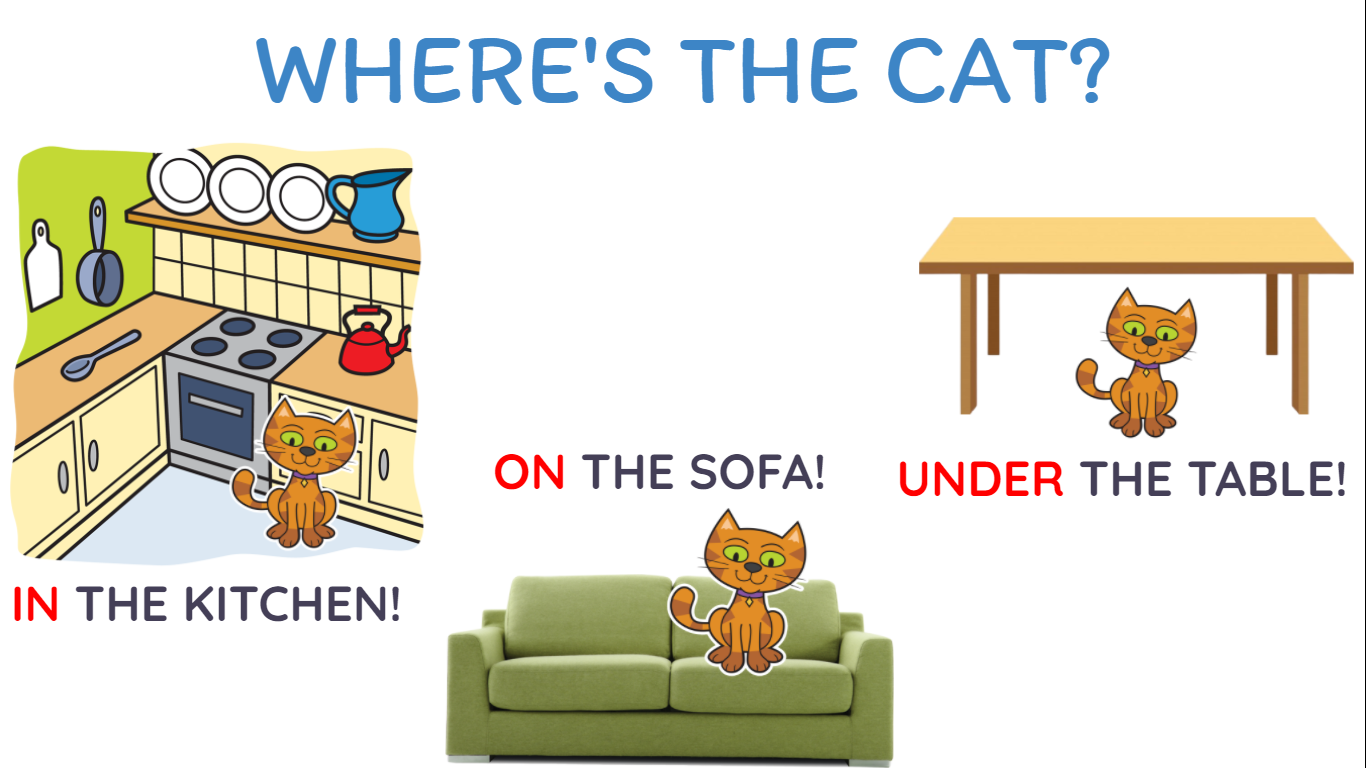 WHERE'S THE CAT?
IN THE KITCHEN!
ON THE SOFA!
UNDER THE TABLE!